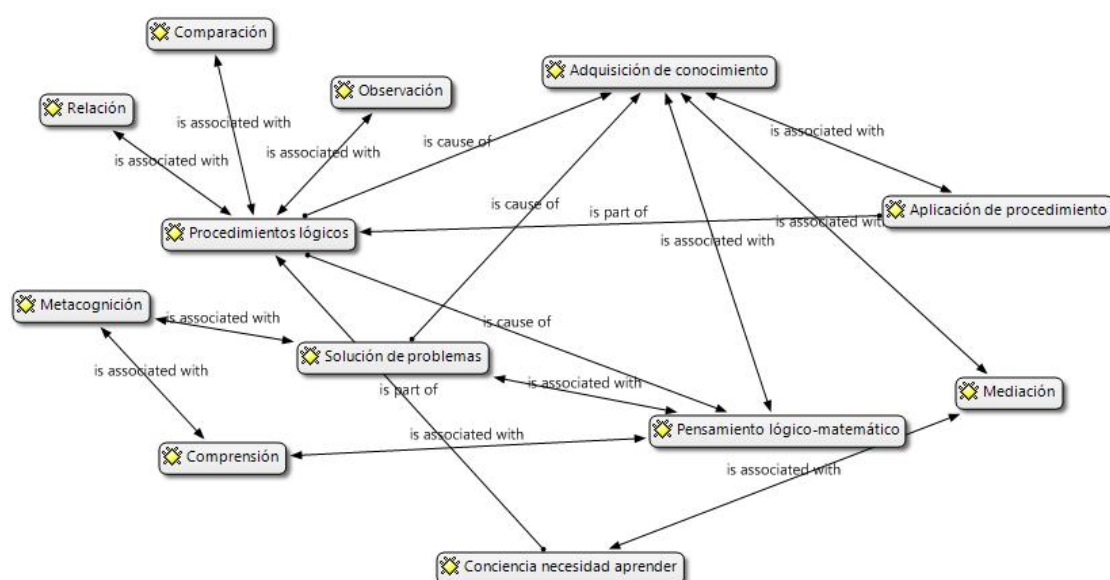 Comparación
Adquisición de conocimiento
Observación
Relación
is associated with
is associated with
is cause of
is associated with
is associated with
is cause of
is part of
Aplicación de procedimiento
is associated with
Procedimientos lógicos
is associated with
Metacognición
is associated with
is cause of
Solución de problemas
is associated with
is associated with
is part of
Mediación
Pensamiento lógico-matemático
is associated with
Comprensión
is associated with
Conciencia necesidad aprender